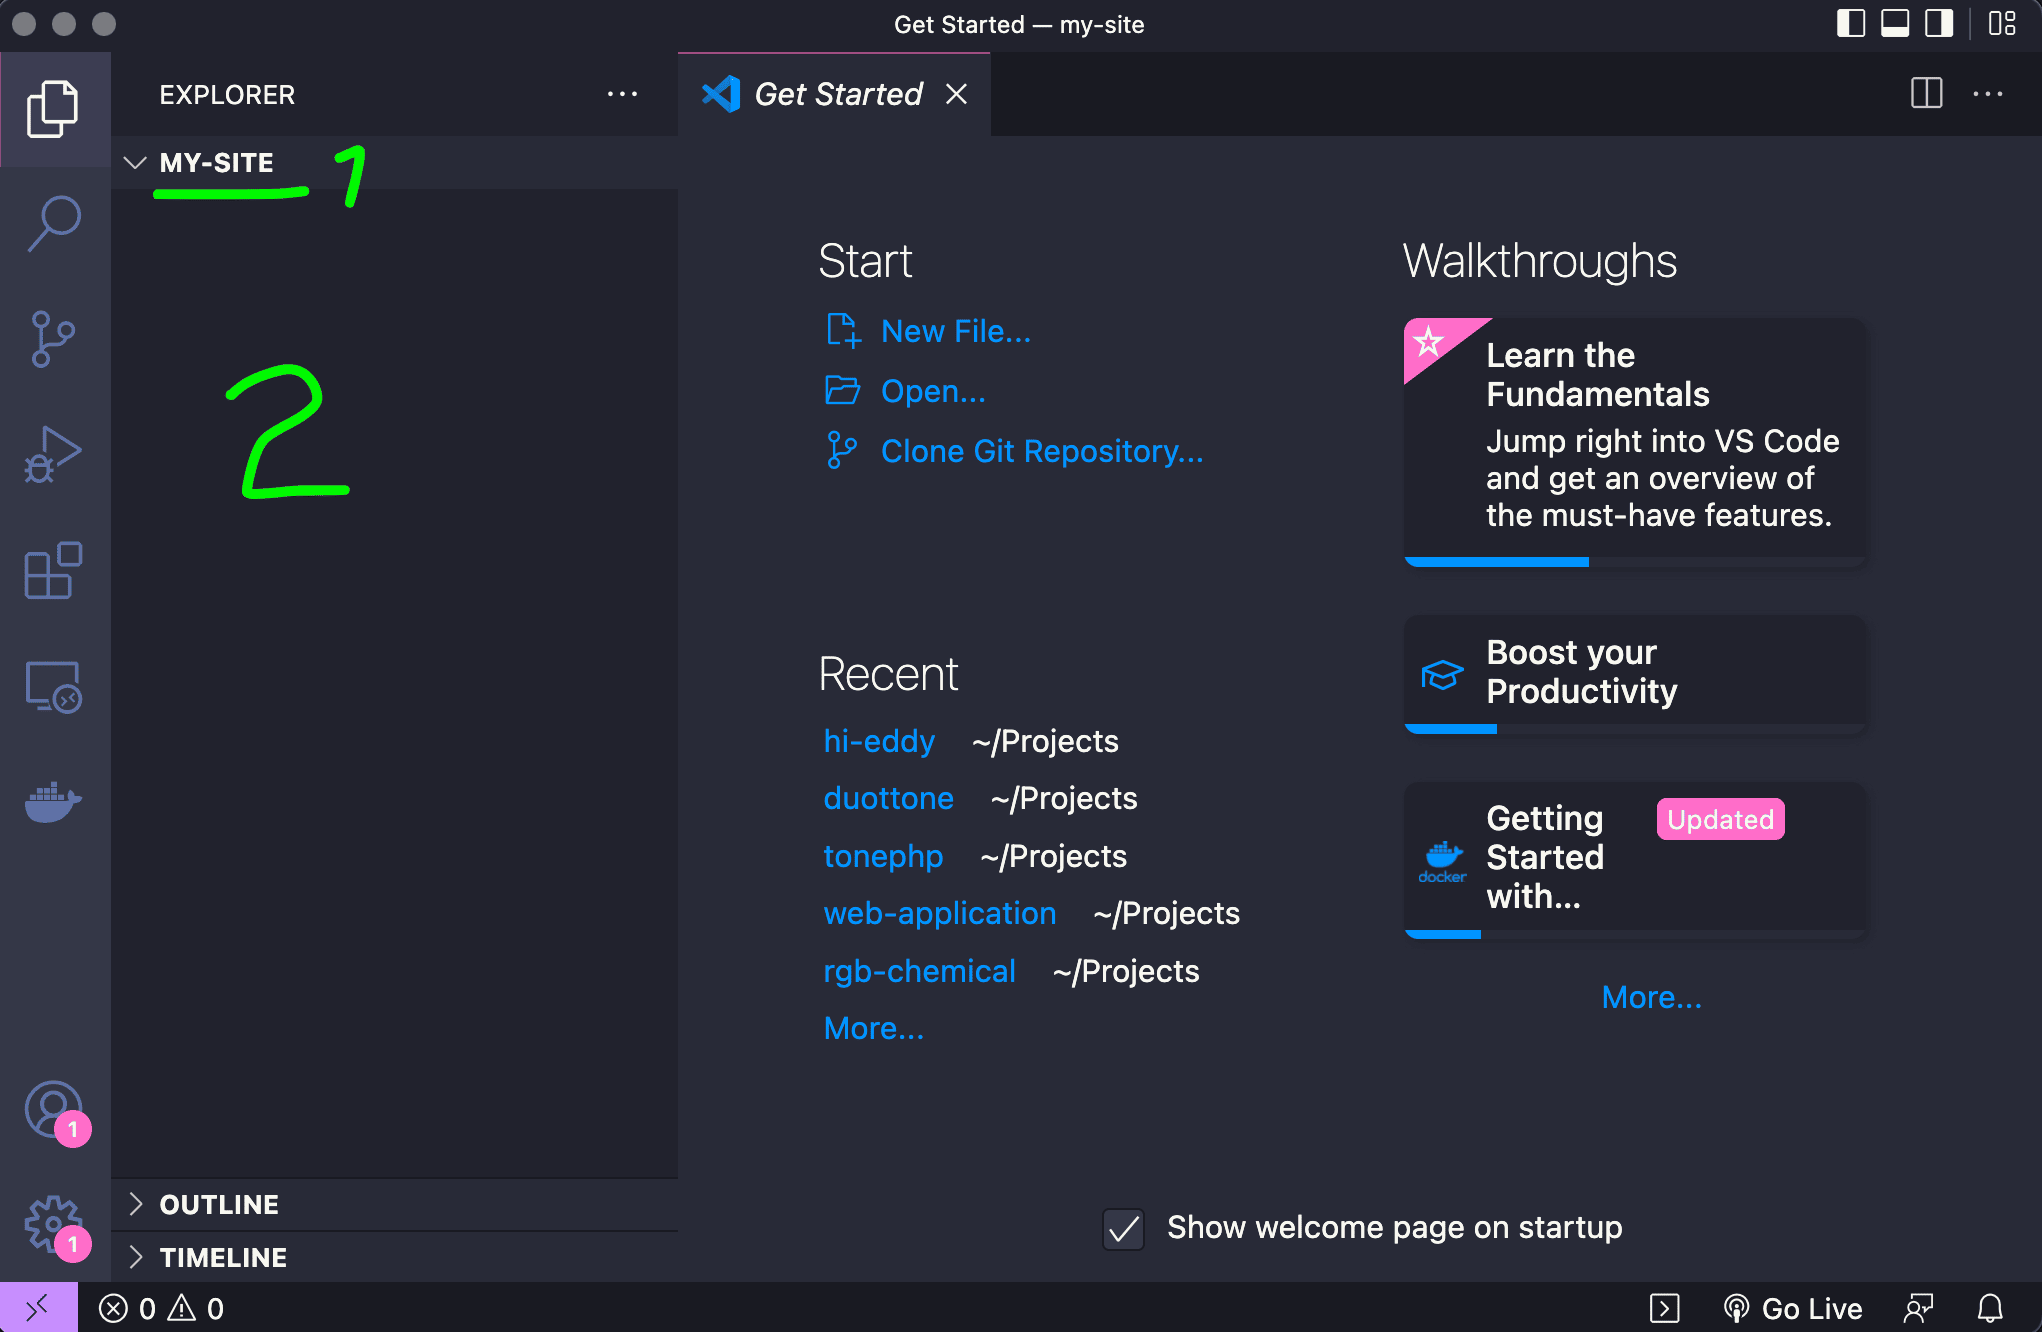 Get Started — my-site
EXPLORER
Get Started
MY-SITE
1
2
Start
New File...
Open...
Clone Git Repository...
Recent
hi-eddy ~/Projects
duottone ~/Projects
tonephp ~/Projects
web-application ~/Projects
rgb-chemical ~/Projects
More...
Walkthroughs
Learn the
Fundamentals
Jump right into VS Code
and get an overview of
the must-have features.
Boost your
Productivity
Getting
Started
with...
Updated
docker
More...
1
1
OUTLINE
TIMELINE
Show welcome page on startup
0 0
Go Live